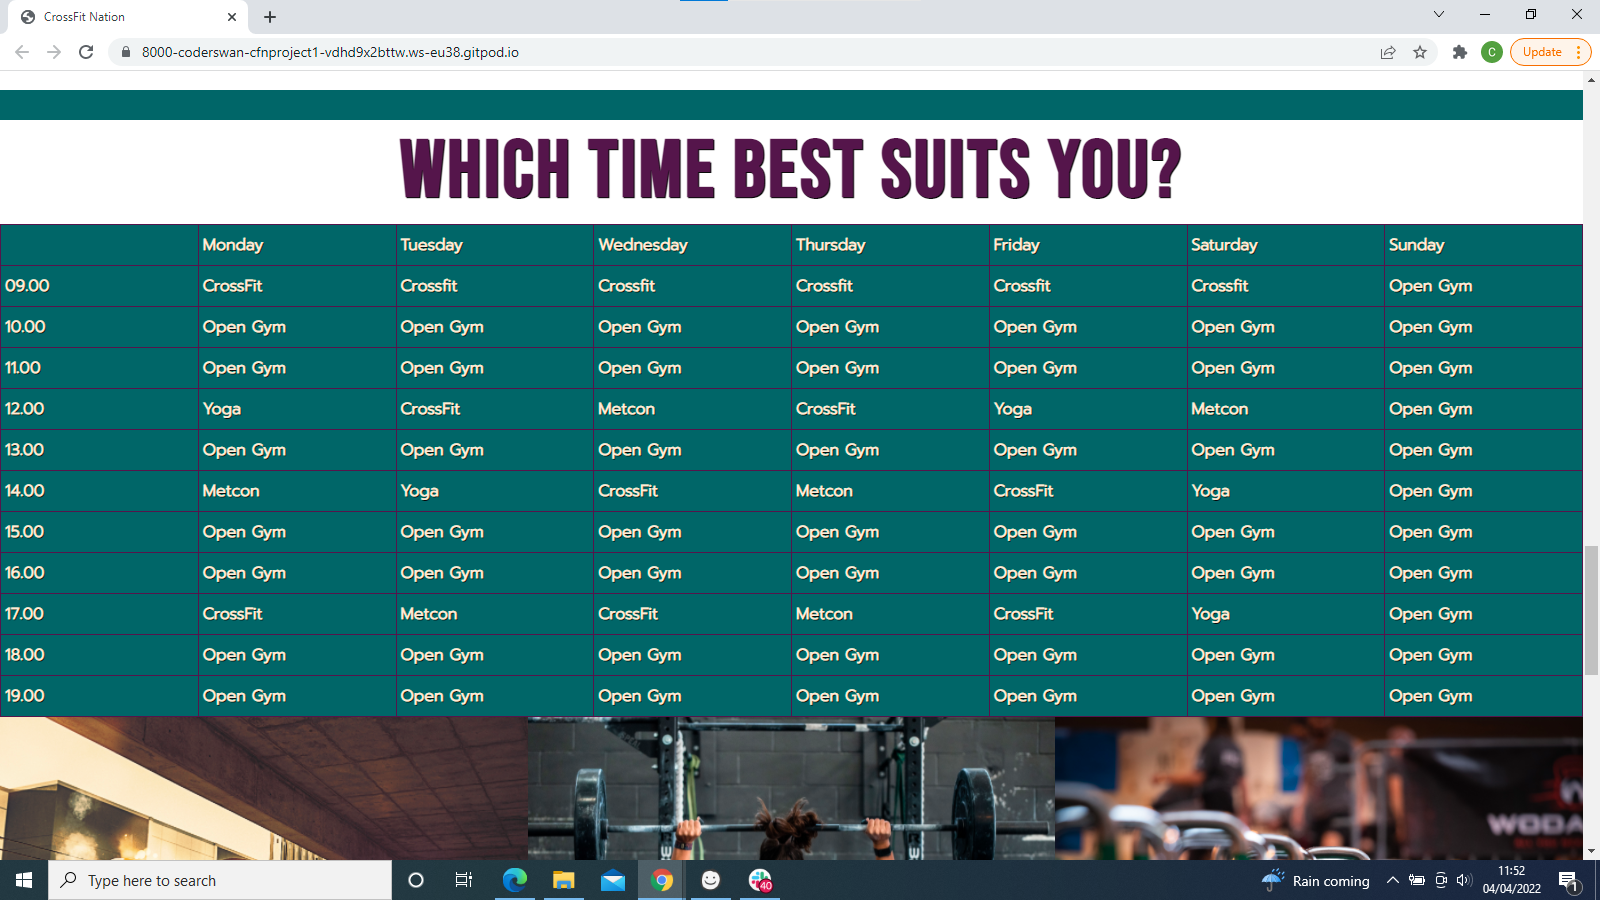 CrossFit Nation
8000-coderswan-cfnproject1-vdhd9x2bttw.ws-eu38.gitpod.io
C
Update
WHICH TIME BEST SUITS YOU?
Monday Tuesday Wednesday Thursday Friday Saturday Sunday
09.00 CrossFit Crossfit Crossfit Crossfit Crossfit Crossfit Open Gym
10.00 Open Gym Open Gym Open Gym Open Gym Open Gym Open Gym Open Gym
11.00 Open Gym Open Gym Open Gym Open Gym Open Gym Open Gym Open Gym
12.00 Yoga CrossFit Metcon CrossFit Yoga Metcon Open Gym
13.00 Open Gym Open Gym Open Gym Open Gym Open Gym Open Gym Open Gym
14.00 Metcon Yoga CrossFit Metcon CrossFit Yoga Open Gym
15.00 Open Gym Open Gym Open Gym Open Gym Open Gym Open Gym Open Gym
16.00 Open Gym Open Gym Open Gym Open Gym Open Gym Open Gym Open Gym
17.00 CrossFit Metcon CrossFit Metcon CrossFit Yoga Open Gym
18.00 Open Gym Open Gym Open Gym Open Gym Open Gym Open Gym Open Gym
19.00 Open Gym Open Gym Open Gym Open Gym Open Gym Open Gym Open Gym
WODA
Type here to search
40
Rain coming
11:52
04/04/2022
1